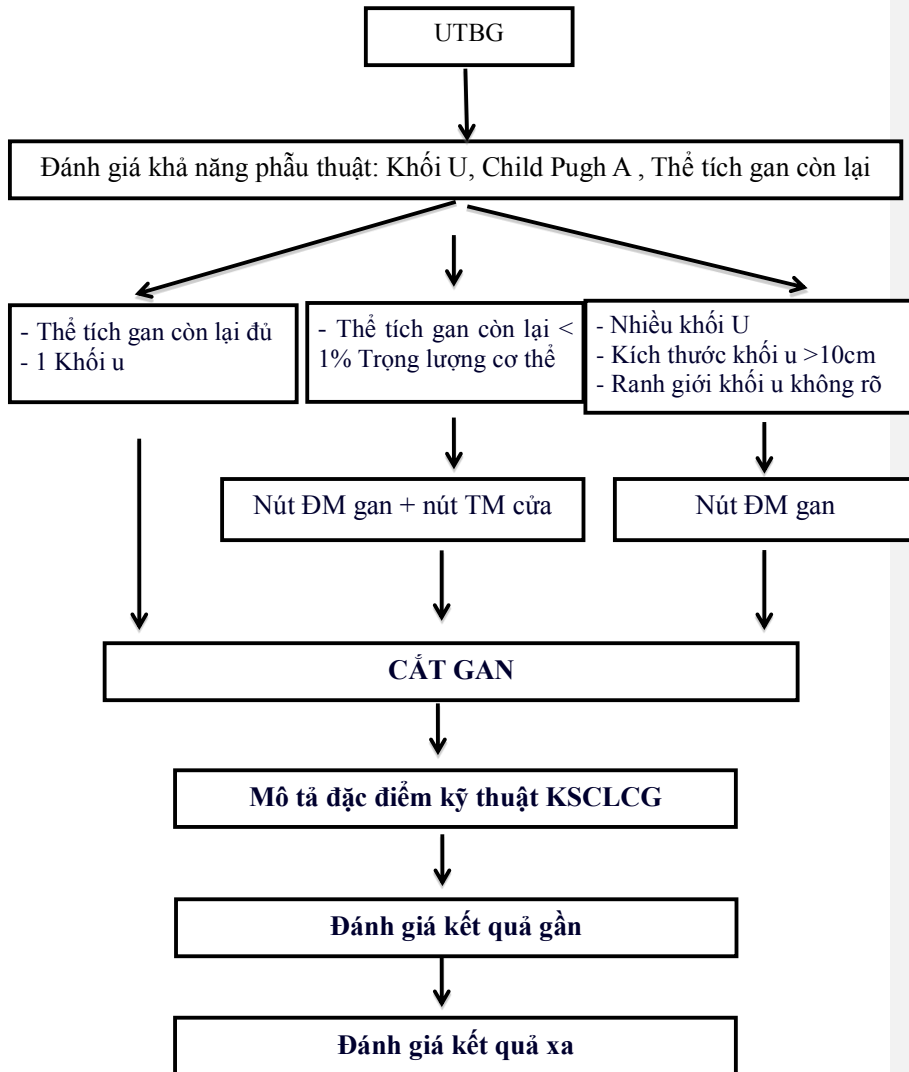 UTBG
Đánh giá khả năng phẫu thuật: Khối U, Child Pugh A , Thể tích gan còn lại
- Thể tích gan còn lại đủ
- 1 Khối u
- Thể tích gan còn lại <
1% Trọng lượng cơ thể
- Nhiều khối U
- Kích thước khối u >10cm
- Ranh giới khối u không rõ
Nút ĐM gan + nút TM cửa
Nút ĐM gan
CẮT GAN
Mô tả đặc điểm kỹ thuật KSCLCG
Đánh giá kết quả gần
Đánh giá kết quả xa